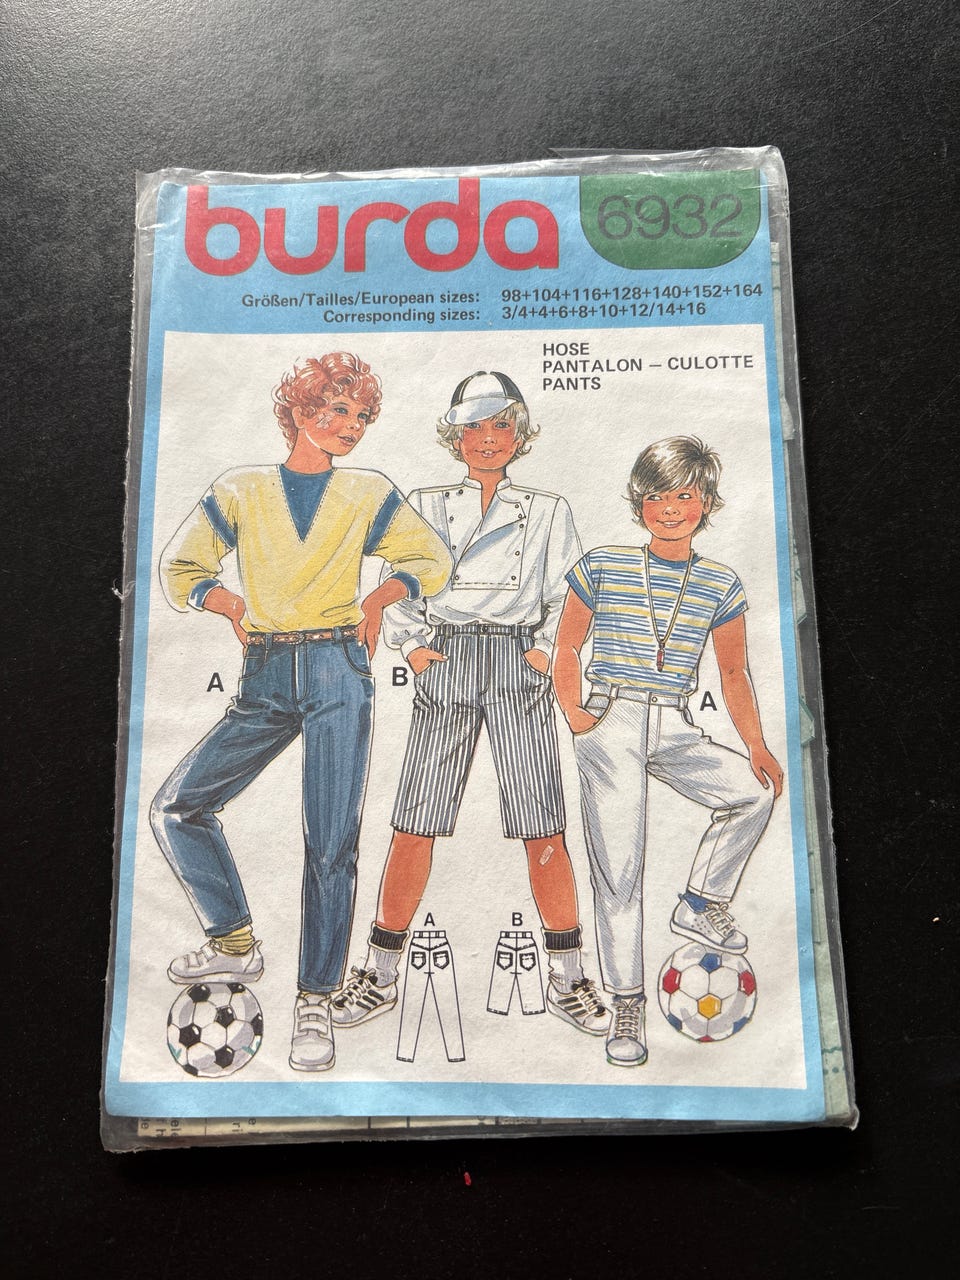 burda
6932
Größen/Tailles/European sizes: 98+104+116+128+140+152+164
Corresponding sizes: 3/4+4+6+8+10+12/14+16
HOSE
PANTALON – CULOTTE
PANTS
A
B
A
A
B